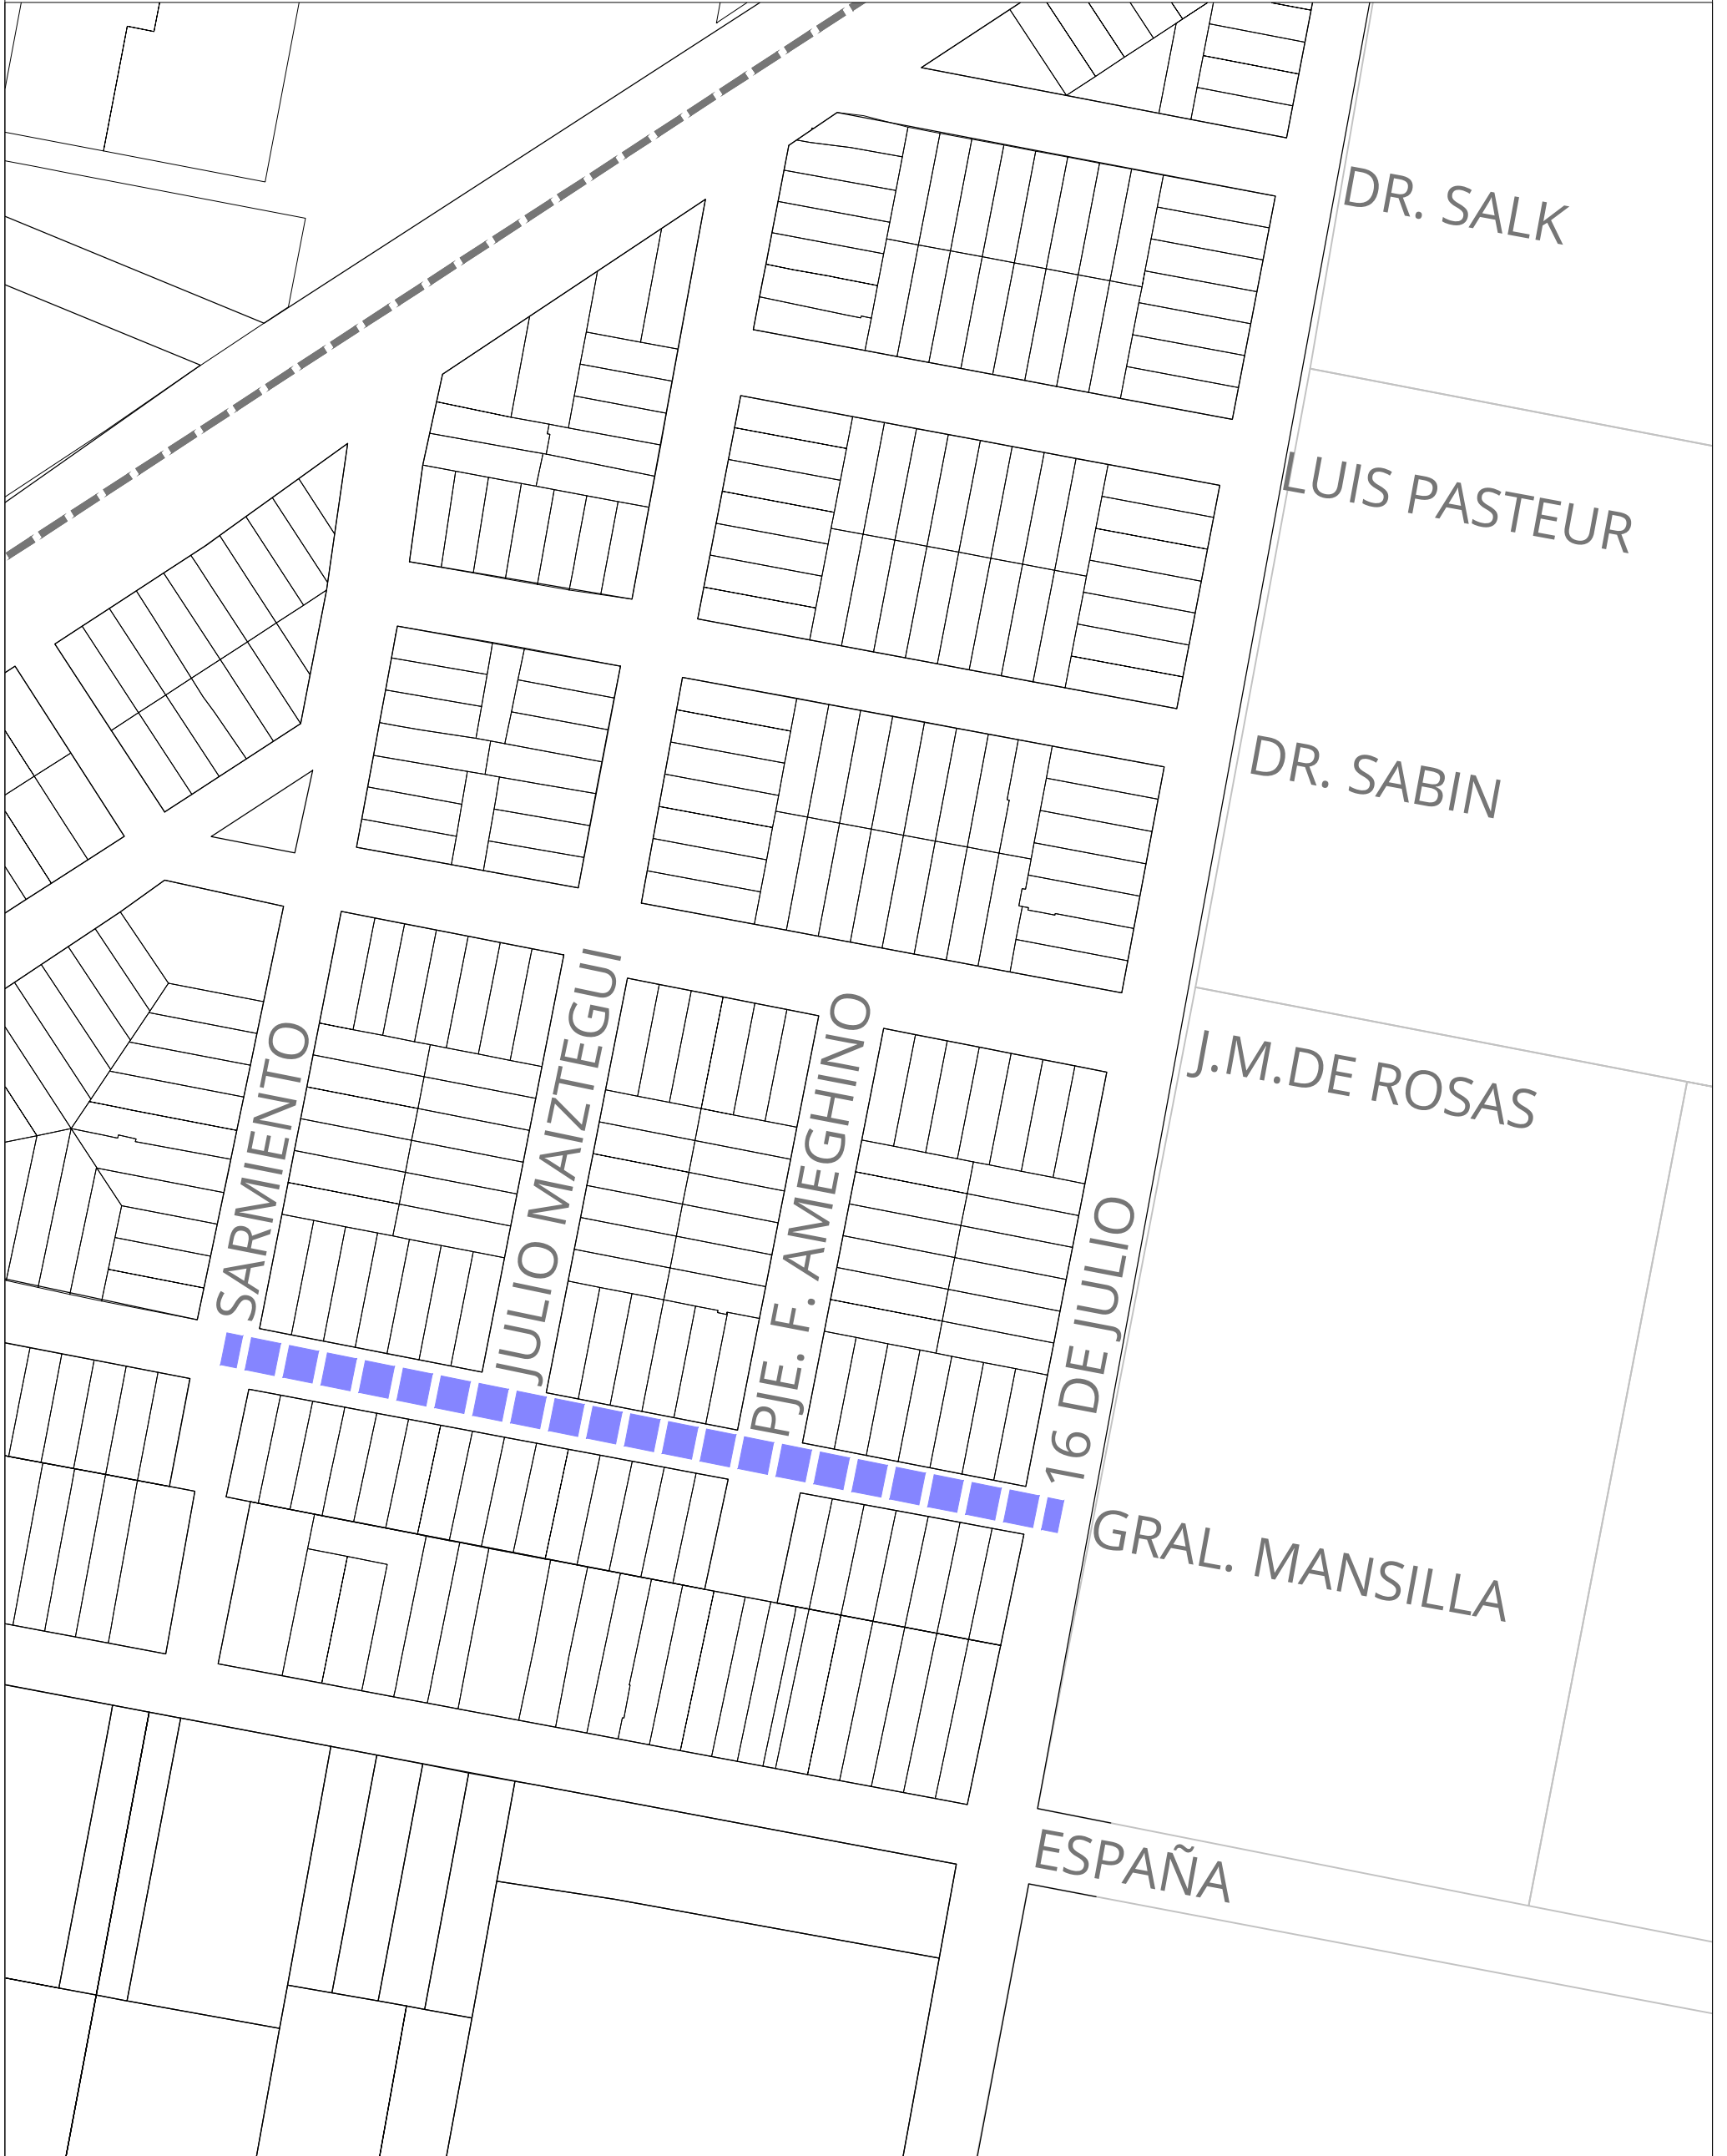 DR. SALK
LUIS PASTEUR
DR. SABIN
J.M.DE ROSAS
SARMIENTO
JULIO MAIZTEGUI
PJE. F. AMEGHINO
16 DE JULIO
GRAL. MANSILLA
ESPAÑA